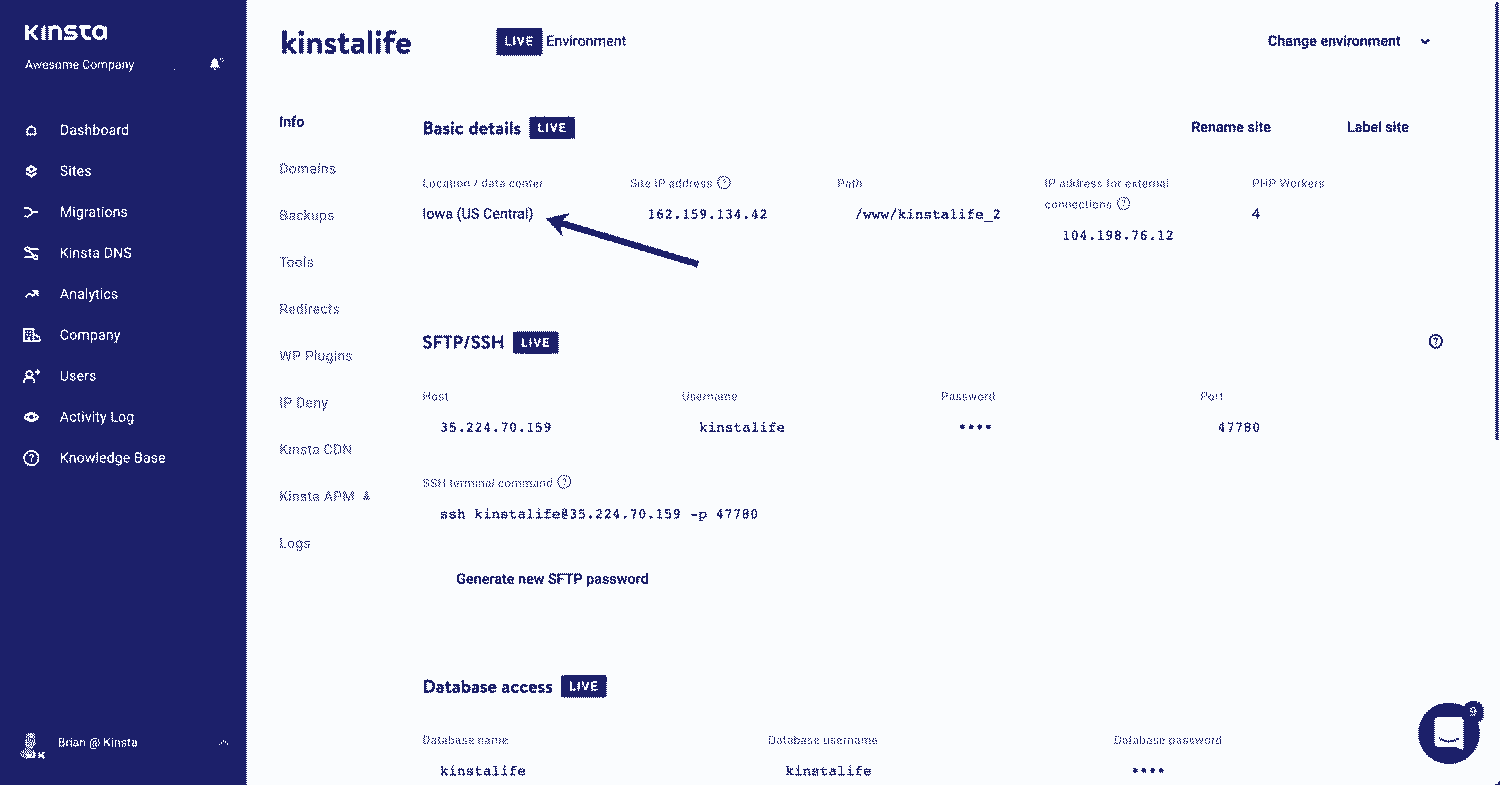 Kinsta
Awesome Company
Dashboard
Sites
Migrations
Kinsta DNS
Analytics
Company
Users
Activity Log
Knowledge Base
Brian @ Kinsta
kinstalife LIVE Environment Change environment
Info
Domains
Backups
Tools
Redirects
WP Plugins
IP Deny
Kinsta CDN
Kinsta APM
Logs
Basic details LIVE Rename site Label site
Location / data center Site IP address ? Path IP address for external connections ? PHP Workers
Iowa (US Central) 162.159.134.42 /www/kinstalife_2 104.198.76.12 4
SFTP/SSH LIVE ?
Host Username Password Port
35.224.70.159 kinstalife •••• 47780
SSH terminal command ?
ssh kinstalife@35.224.70.159 -p 47780
Generate new SFTP password
Database access LIVE
Database name Database username Database password
kinstalife kinstalife ••••
9